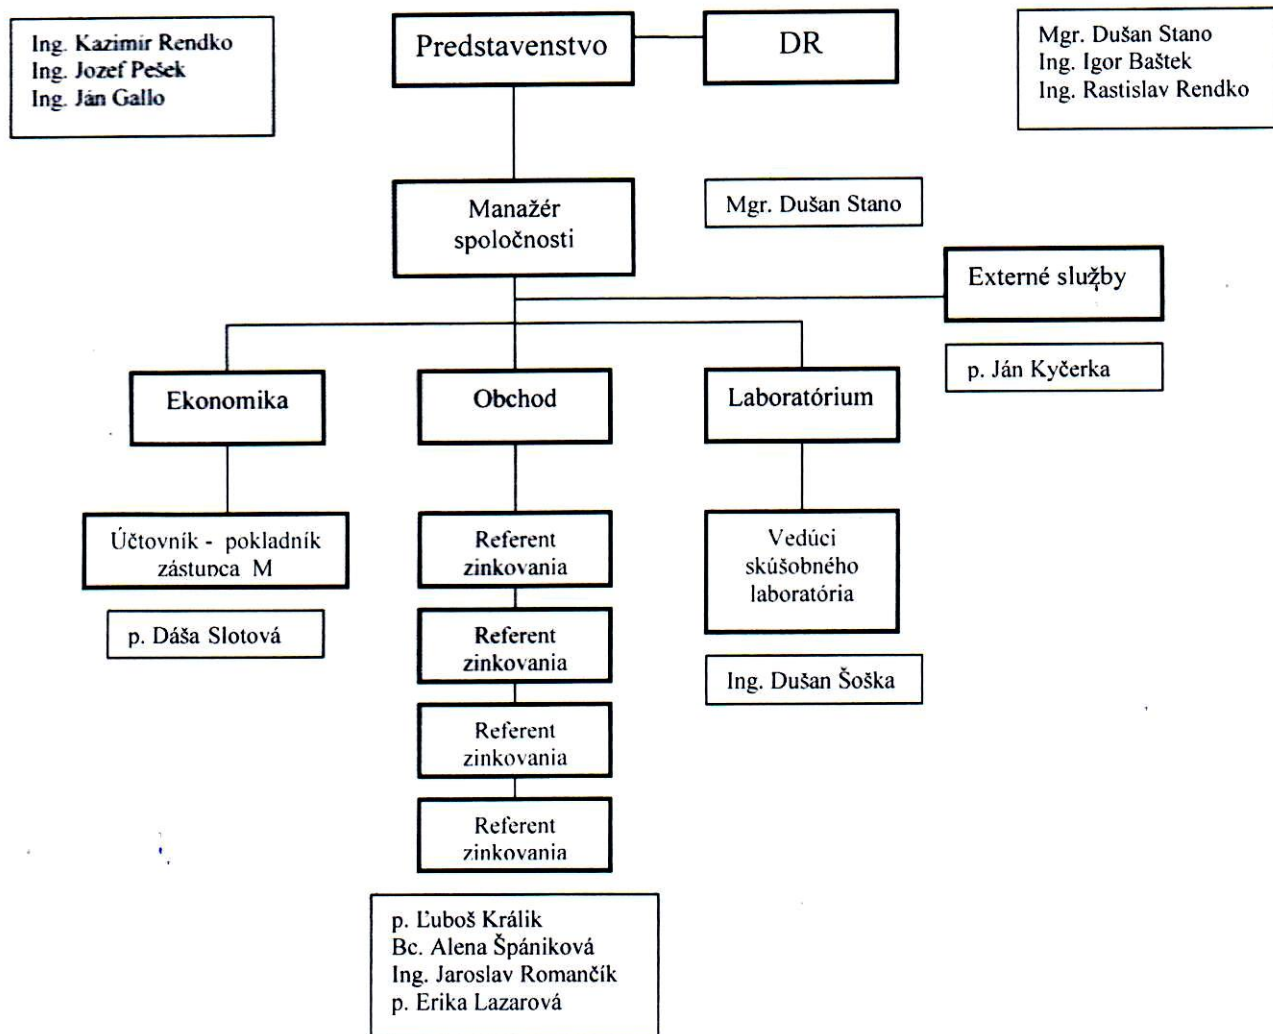 Ing. Kazimír Rendko
Ing. Jozef Pešek
Ing. Ján Gallo
Predstavenstvo
DR
Mgr. Dušan Stano
Ing. Igor Baštek
Ing. Rastislav Rendko
Manažér
spoločnosti
Mgr. Dušan Stano
Externé služby
p. Ján Kyčerka
Ekonomika
Obchod
Laboratórium
Účtovník - pokladník
zástupca M
p. Dáša Slotová
Referent
zinkovania
Referent
zinkovania
Referent
zinkovania
Referent
zinkovania
Vedúci
skúšobného
laboratória
Ing. Dušan Šoška
p. Ľuboš Králik
Bc. Alena Špániková
Ing. Jaroslav Romančík
p. Erika Lazarová